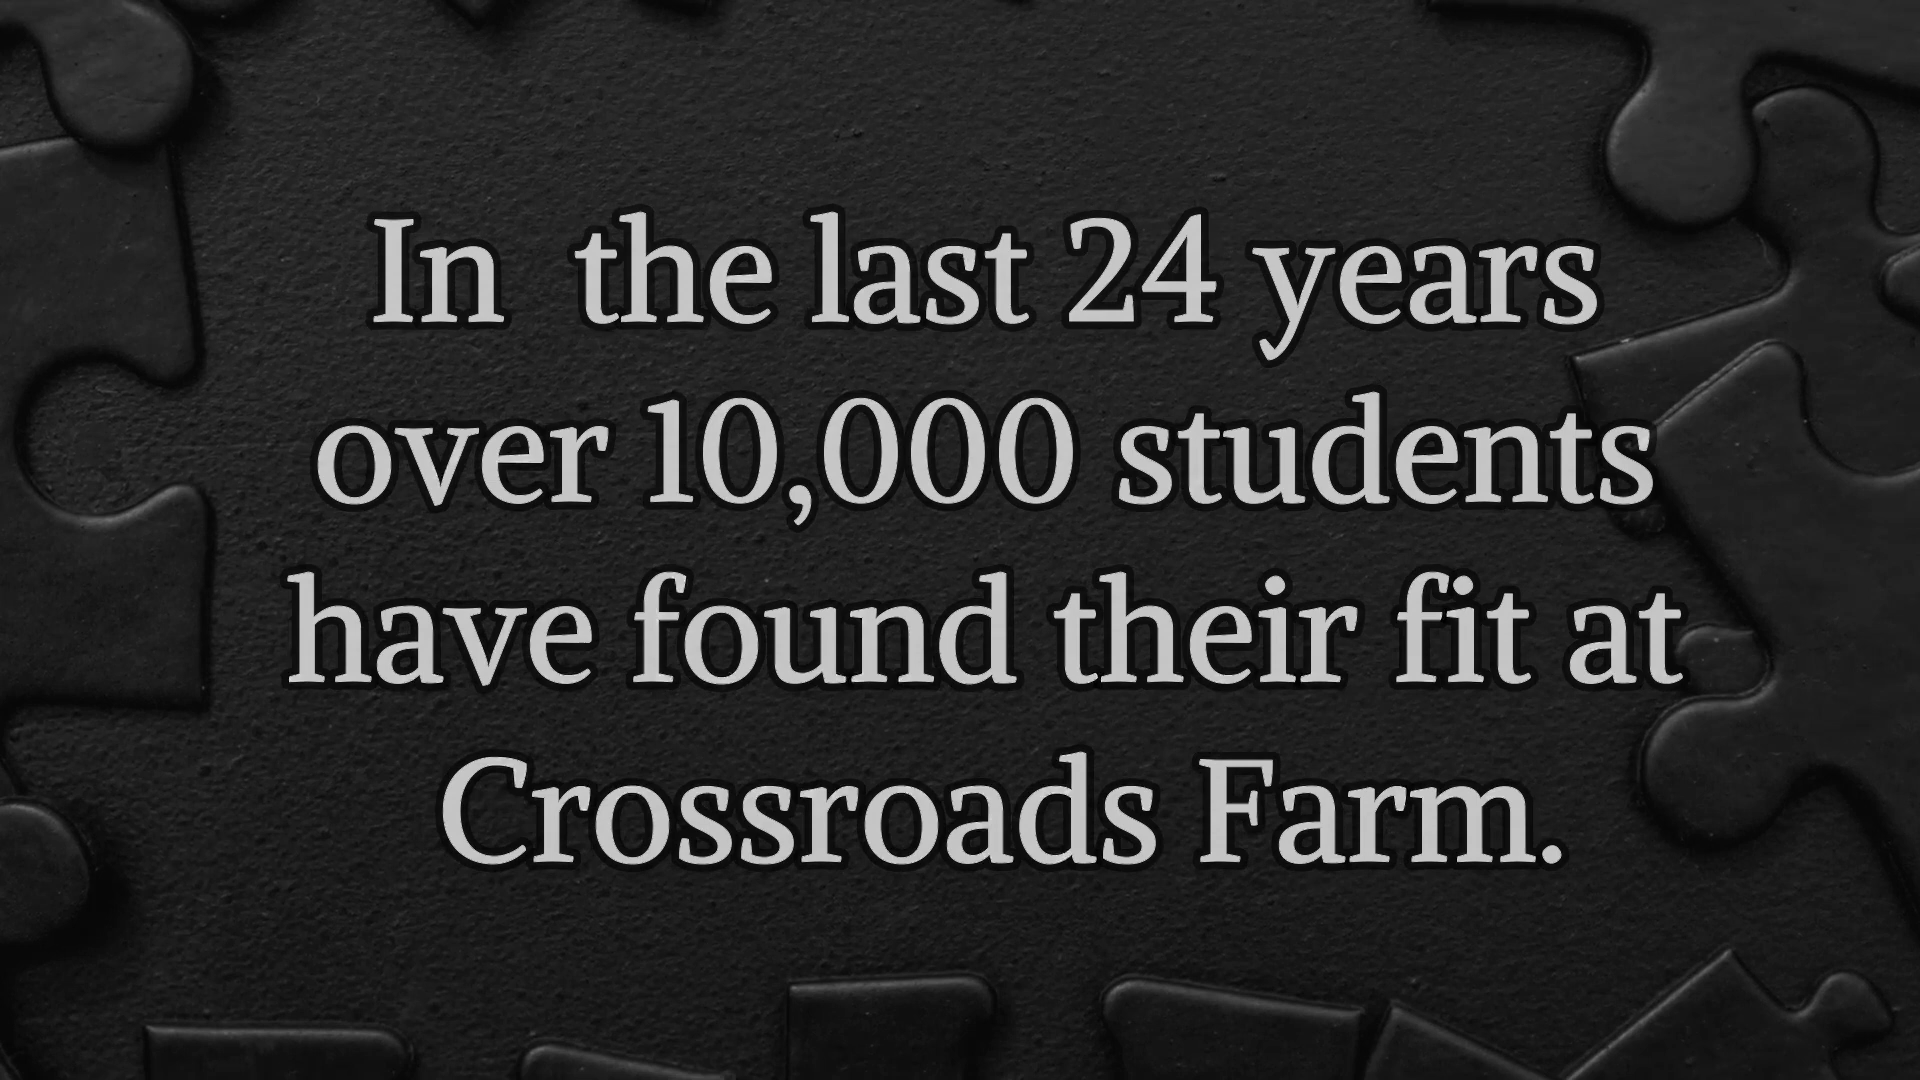 In  the last 24 years
over 10,000 students
have found their fit at
Crossroads Farm.